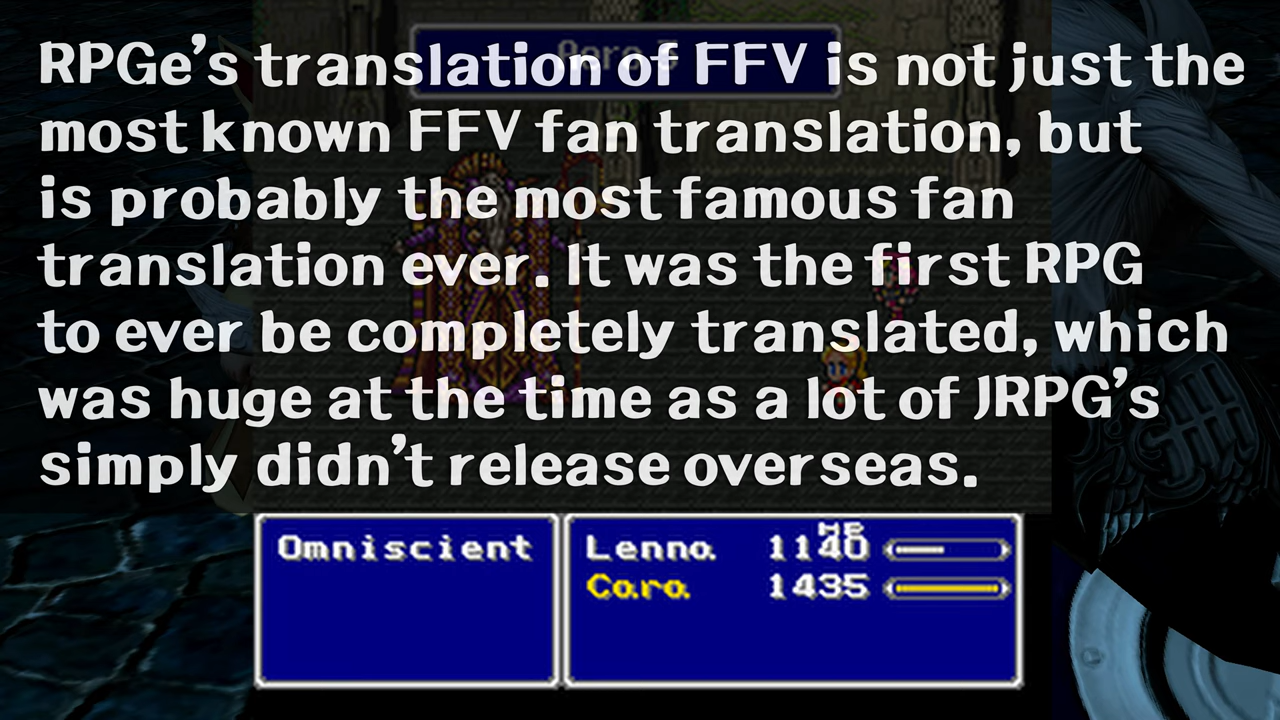 RPGe's translation of FFV is not just the
most known FFV fan translation, but
is probably the most famous fan
translation ever. It was the first RPG
to ever be completely translated, which
was huge at the time as a lot of JRPG's
simply didn't release overseas.
Omniscient
HP
Lenna 1140
Cara 1435